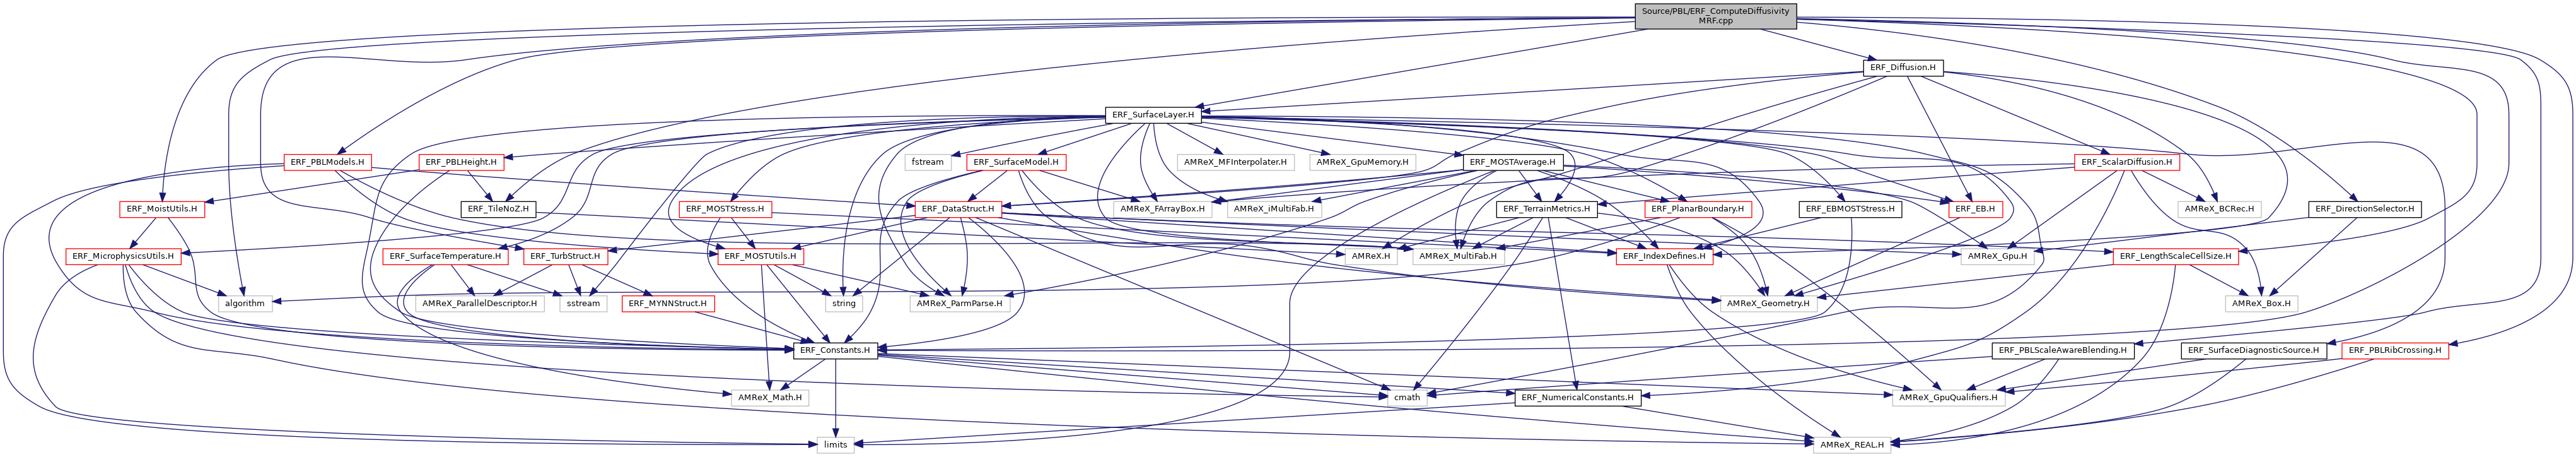 Source/PBL/ERF_ComputeDiffusivity
MRF.cpp
ERF_Diffusion.H
ERF_SurfaceLayer.H
ERF_PBLModels.H
ERF_PBLHeight.H
fstream
ERF_SurfaceModel.H
AMReX_MFInterpolater.H
AMReX_GpuMemory.H
ERF_MOSTAverage.H
ERF_ScalarDiffusion.H
ERF_MoistUtils.H
ERF_TileNoZ.H
ERF_MOSTStress.H
ERF_DataStruct.H
AMReX_FArrayBox.H
AMReX_iMultiFab.H
ERF_TerrainMetrics.H
ERF_PlanarBoundary.H
ERF_EBMOSTStress.H
ERF_EB.H
AMReX_BCRec.H
ERF_DirectionSelector.H
ERF_MicrophysicsUtils.H
ERF_SurfaceTemperature.H
ERF_TurbStruct.H
ERF_MOSTUtils.H
AMReX.H
AMReX_MultiFab.H
ERF_IndexDefines.H
AMReX_Gpu.H
ERF_LengthScaleCellSize.H
algorithm
AMReX_ParallelDescriptor.H
sstream
ERF_MYNNStruct.H
string
AMReX_ParmParse.H
AMReX_Geometry.H
AMReX_Box.H
ERF_Constants.H
ERF_PBLScaleAwareBlending.H
ERF_SurfaceDiagnosticSource.H
ERF_PBLRibCrossing.H
AMReX_Math.H
cmath
ERF_NumericalConstants.H
AMReX_GpuQualifiers.H
limits
AMReX_REAL.H